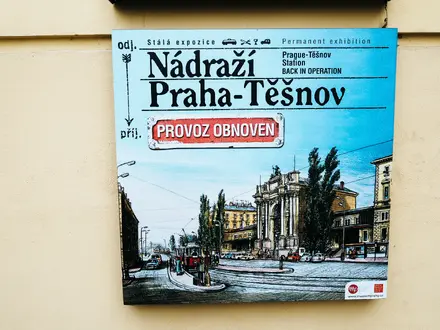 odj.
Stálá expozice
Permanent exhibition
Nádraží
Praha-Těšnov
Prague-Těšnov
Station
BACK IN OPERATION
příj.
PROVOZ OBNOVEN